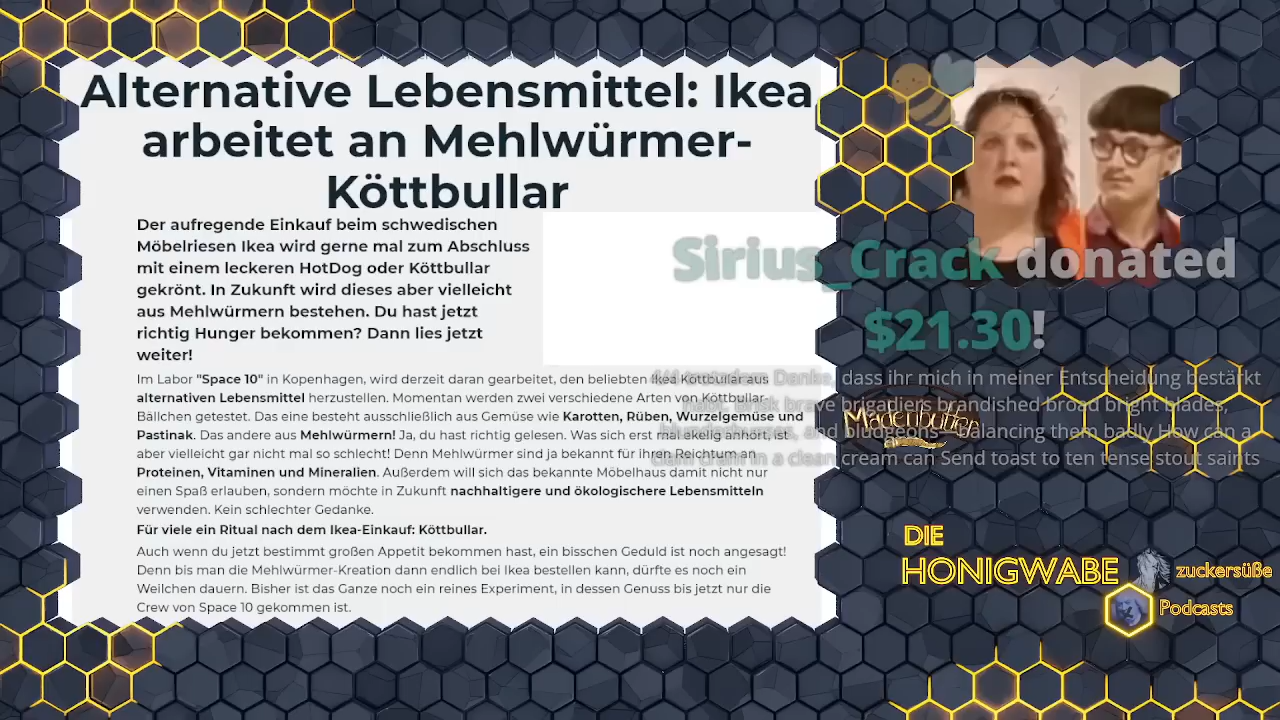 Alternative Lebensmittel: Ikea
arbeitet an Mehlwürmer-
Köttbullar
Der aufregende Einkauf beim schwedischen
Möbelriesen Ikea wird gerne mal zum Abschluss
mit einem leckeren HotDog oder Köttbullar
gekrönt. In Zukunft wird dieses aber vielleicht
aus Mehlwürmern bestehen. Du hast jetzt
richtig Hunger bekommen? Dann lies jetzt
weiter!
Im Labor "Space 10" in Kopenhagen, wird derzeit daran gearbeitet, den beliebten Ikea Köttbullar aus
alternativen Lebensmittel herzustellen. Momentan werden zwei verschiedene Arten von Köttbullar-
Bällchen getestet. Das eine besteht ausschließlich aus Gemüse wie Karotten, Rüben, Wurzelgemüse und
Pastinak. Das andere aus Mehlwürmern! Ja, du hast richtig gelesen. Was sich erst mal ekelig anhört, ist
aber vielleicht gar nicht mal so schlecht! Denn Mehlwürmer sind ja bekannt für ihren Reichtum an
Proteinen, Vitaminen und Mineralien. Außerdem will sich das bekannte Möbelhaus damit nicht nur
einen Spaß erlauben, sondern möchte in Zukunft nachhaltigere und ökologischere Lebensmitteln
verwenden. Kein schlechter Gedanke.
Für viele ein Ritual nach dem Ikea-Einkauf: Köttbullar.
Auch wenn du jetzt bestimmt großen Appetit bekommen hast, ein bisschen Geduld ist noch angesagt!
Denn bis man die Mehlwürmer-Kreation dann endlich bei Ikea bestellen kann, dürfte es noch ein
Weilchen dauern. Bisher ist das Ganze noch ein reines Experiment, in dessen Genuss bis jetzt nur die
Crew von Space 10 gekommen ist.
Sirius_Crack donated
$21.30!
trotzdem Danke, dass ihr mich in meiner Entscheidung bestärkt
brisk brave brigadiers brandished broad bright blades,
and bludgeons—balancing them badly How can a
clam cram in a clean cream can Send toast to ten tense stout saints
Madenbutter
DIE
HONIGWABE
zuckersüße
Podcasts